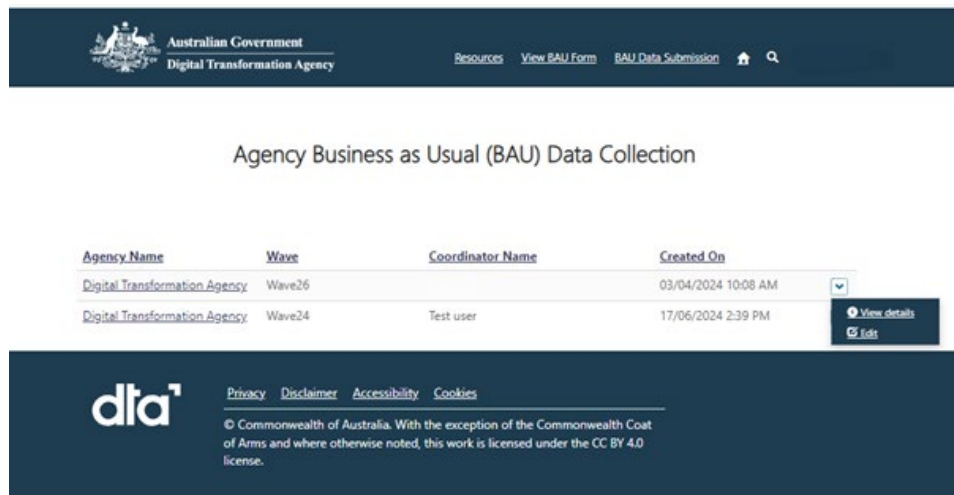 Australian Government
Digital Transformation Agency
Resources View BAU Form BAU Data Submission
Agency Business as Usual (BAU) Data Collection
Agency Name Wave Coordinator Name Created On
Digital Transformation Agency Wave26 03/04/2024 10:08 AM
Digital Transformation Agency Wave24 Test user 17/06/2024 2:39 PM
View details
Edit
dta
Privacy Disclaimer Accessibility Cookies
© Commonwealth of Australia. With the exception of the Commonwealth Coat
of Arms and where otherwise noted, this work is licensed under the CC BY 4.0
license.